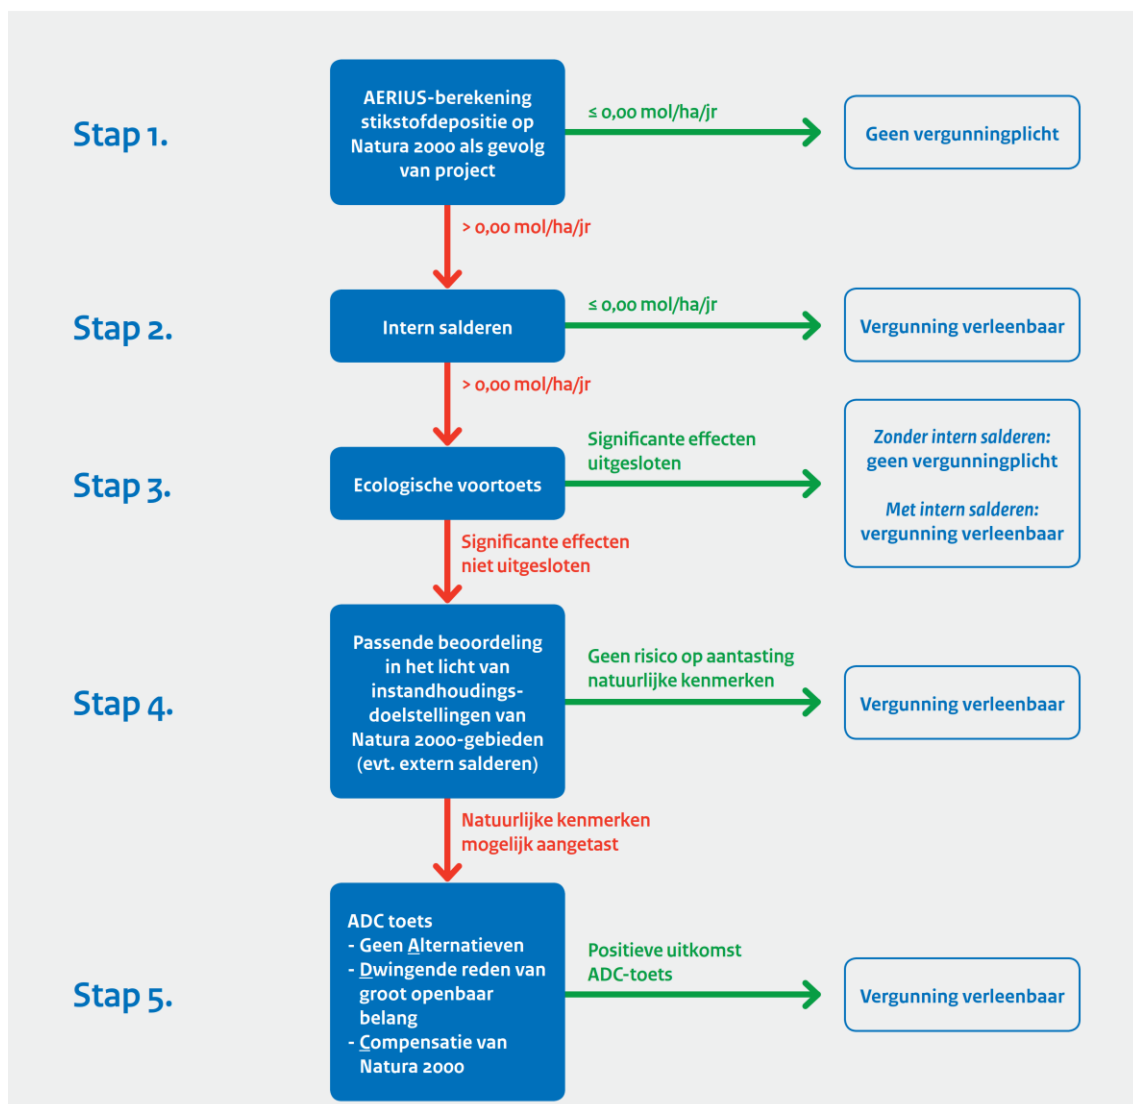 Stap 1.
AERIUS-berekening
stikstofdepositie op
Natura 2000 als gevolg
van project
≤ 0,00 mol/ha/jr
Geen vergunningplicht
> 0,00 mol/ha/jr
Stap 2.
Intern salderen
≤ 0,00 mol/ha/jr
Vergunning verleenbaar
> 0,00 mol/ha/jr
Stap 3.
Ecologische voortoets
Significante effecten
uitgesloten
Zonder intern salderen:
geen vergunningplicht
Met intern salderen:
vergunning verleenbaar
Significante effecten
niet uitgesloten
Stap 4.
Passende beoordeling
in het licht van
instandhoudings-
doelstellingen van
Natura 2000-gebieden
(evt. extern salderen)
Geen risico op aantasting
natuurlijke kenmerken
Vergunning verleenbaar
Natuurlijke kenmerken
mogelijk aangetast
Stap 5.
ADC toets
- Geen Alternatieven
- Dwingende reden van
groot openbaar
belang
- Compensatie van
Natura 2000
Positieve uitkomst
ADC-toets
Vergunning verleenbaar